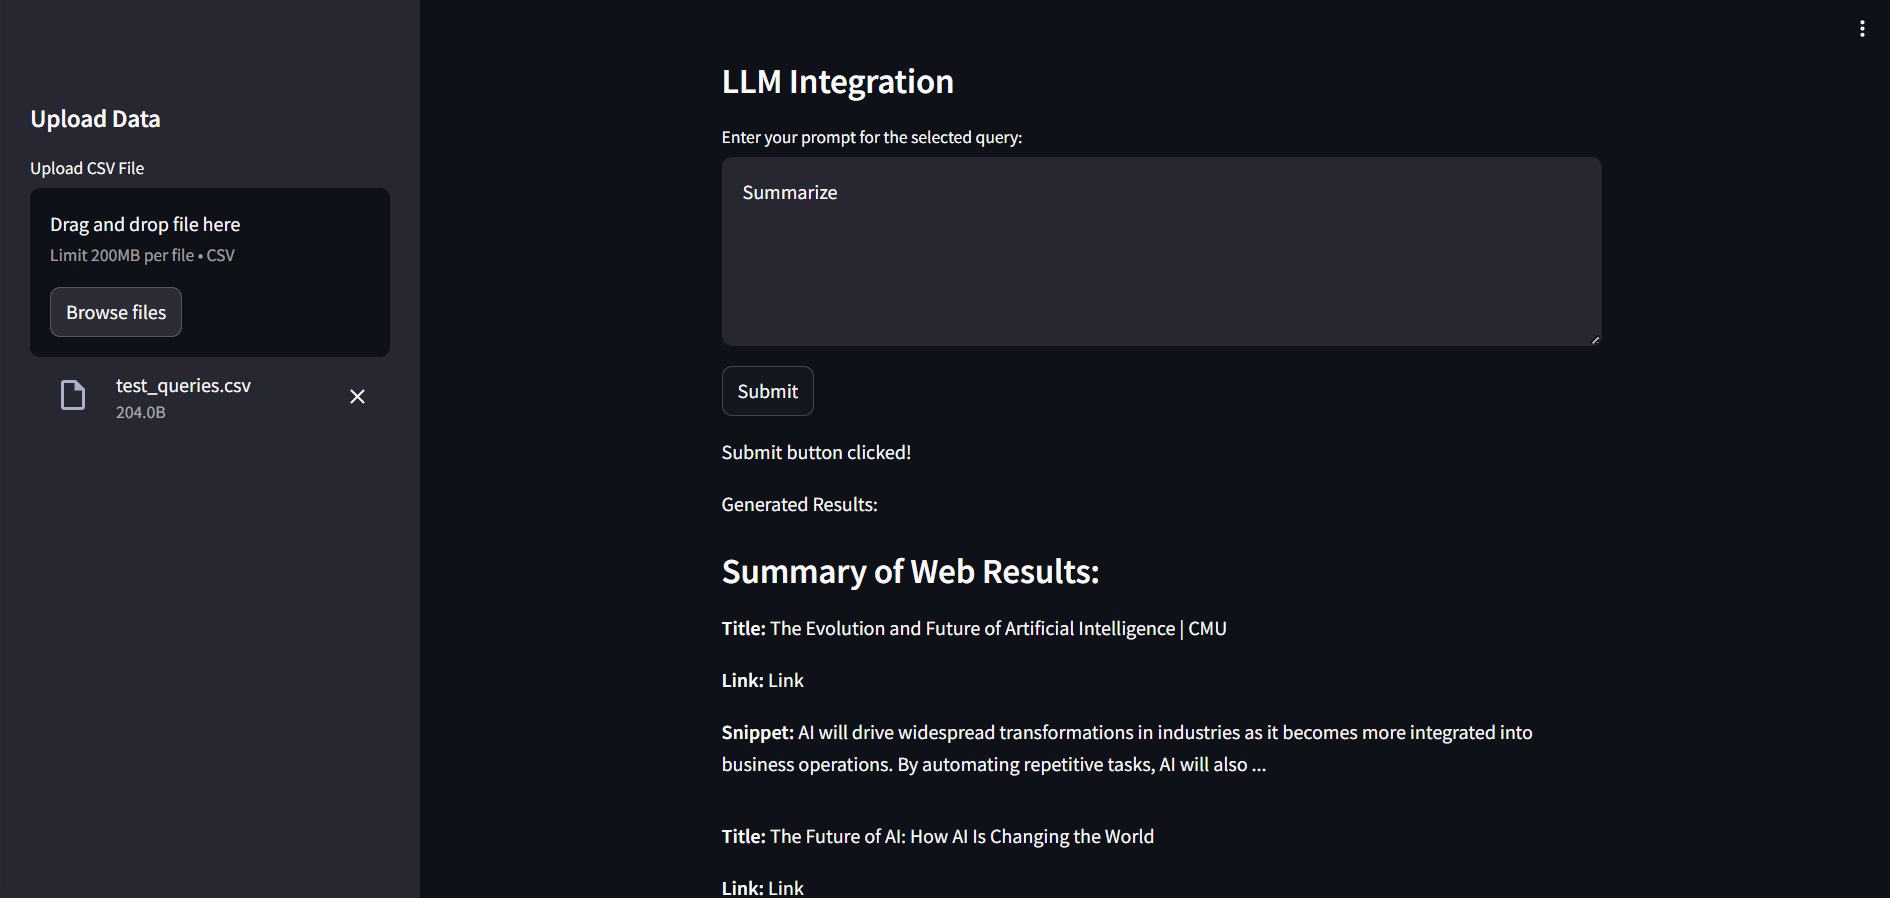 Upload Data
Upload CSV File
Drag and drop file here
Limit 200MB per file • CSV
Browse files
test_queries.csv
204.0B
LLM Integration
Enter your prompt for the selected query:
Summarize
Submit
Submit button clicked!
Generated Results:
Summary of Web Results:
Title: The Evolution and Future of Artificial Intelligence | CMU
Link: Link
Snippet: AI will drive widespread transformations in industries as it becomes more integrated into
business operations. By automating repetitive tasks, AI will also ...
Title: The Future of AI: How AI Is Changing the World
Link: Link